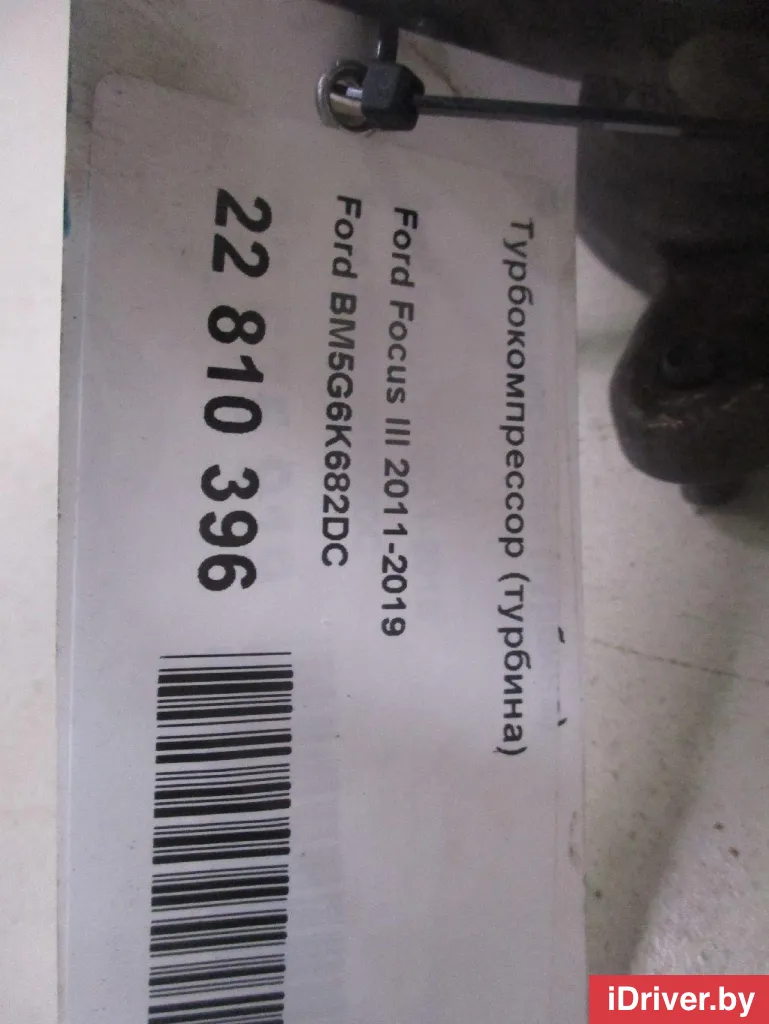 Турбокомпрессор (турбина)
Ford Focus III 2011-2019
Ford BM5G6K682DC
22 810 396
iDriver.by